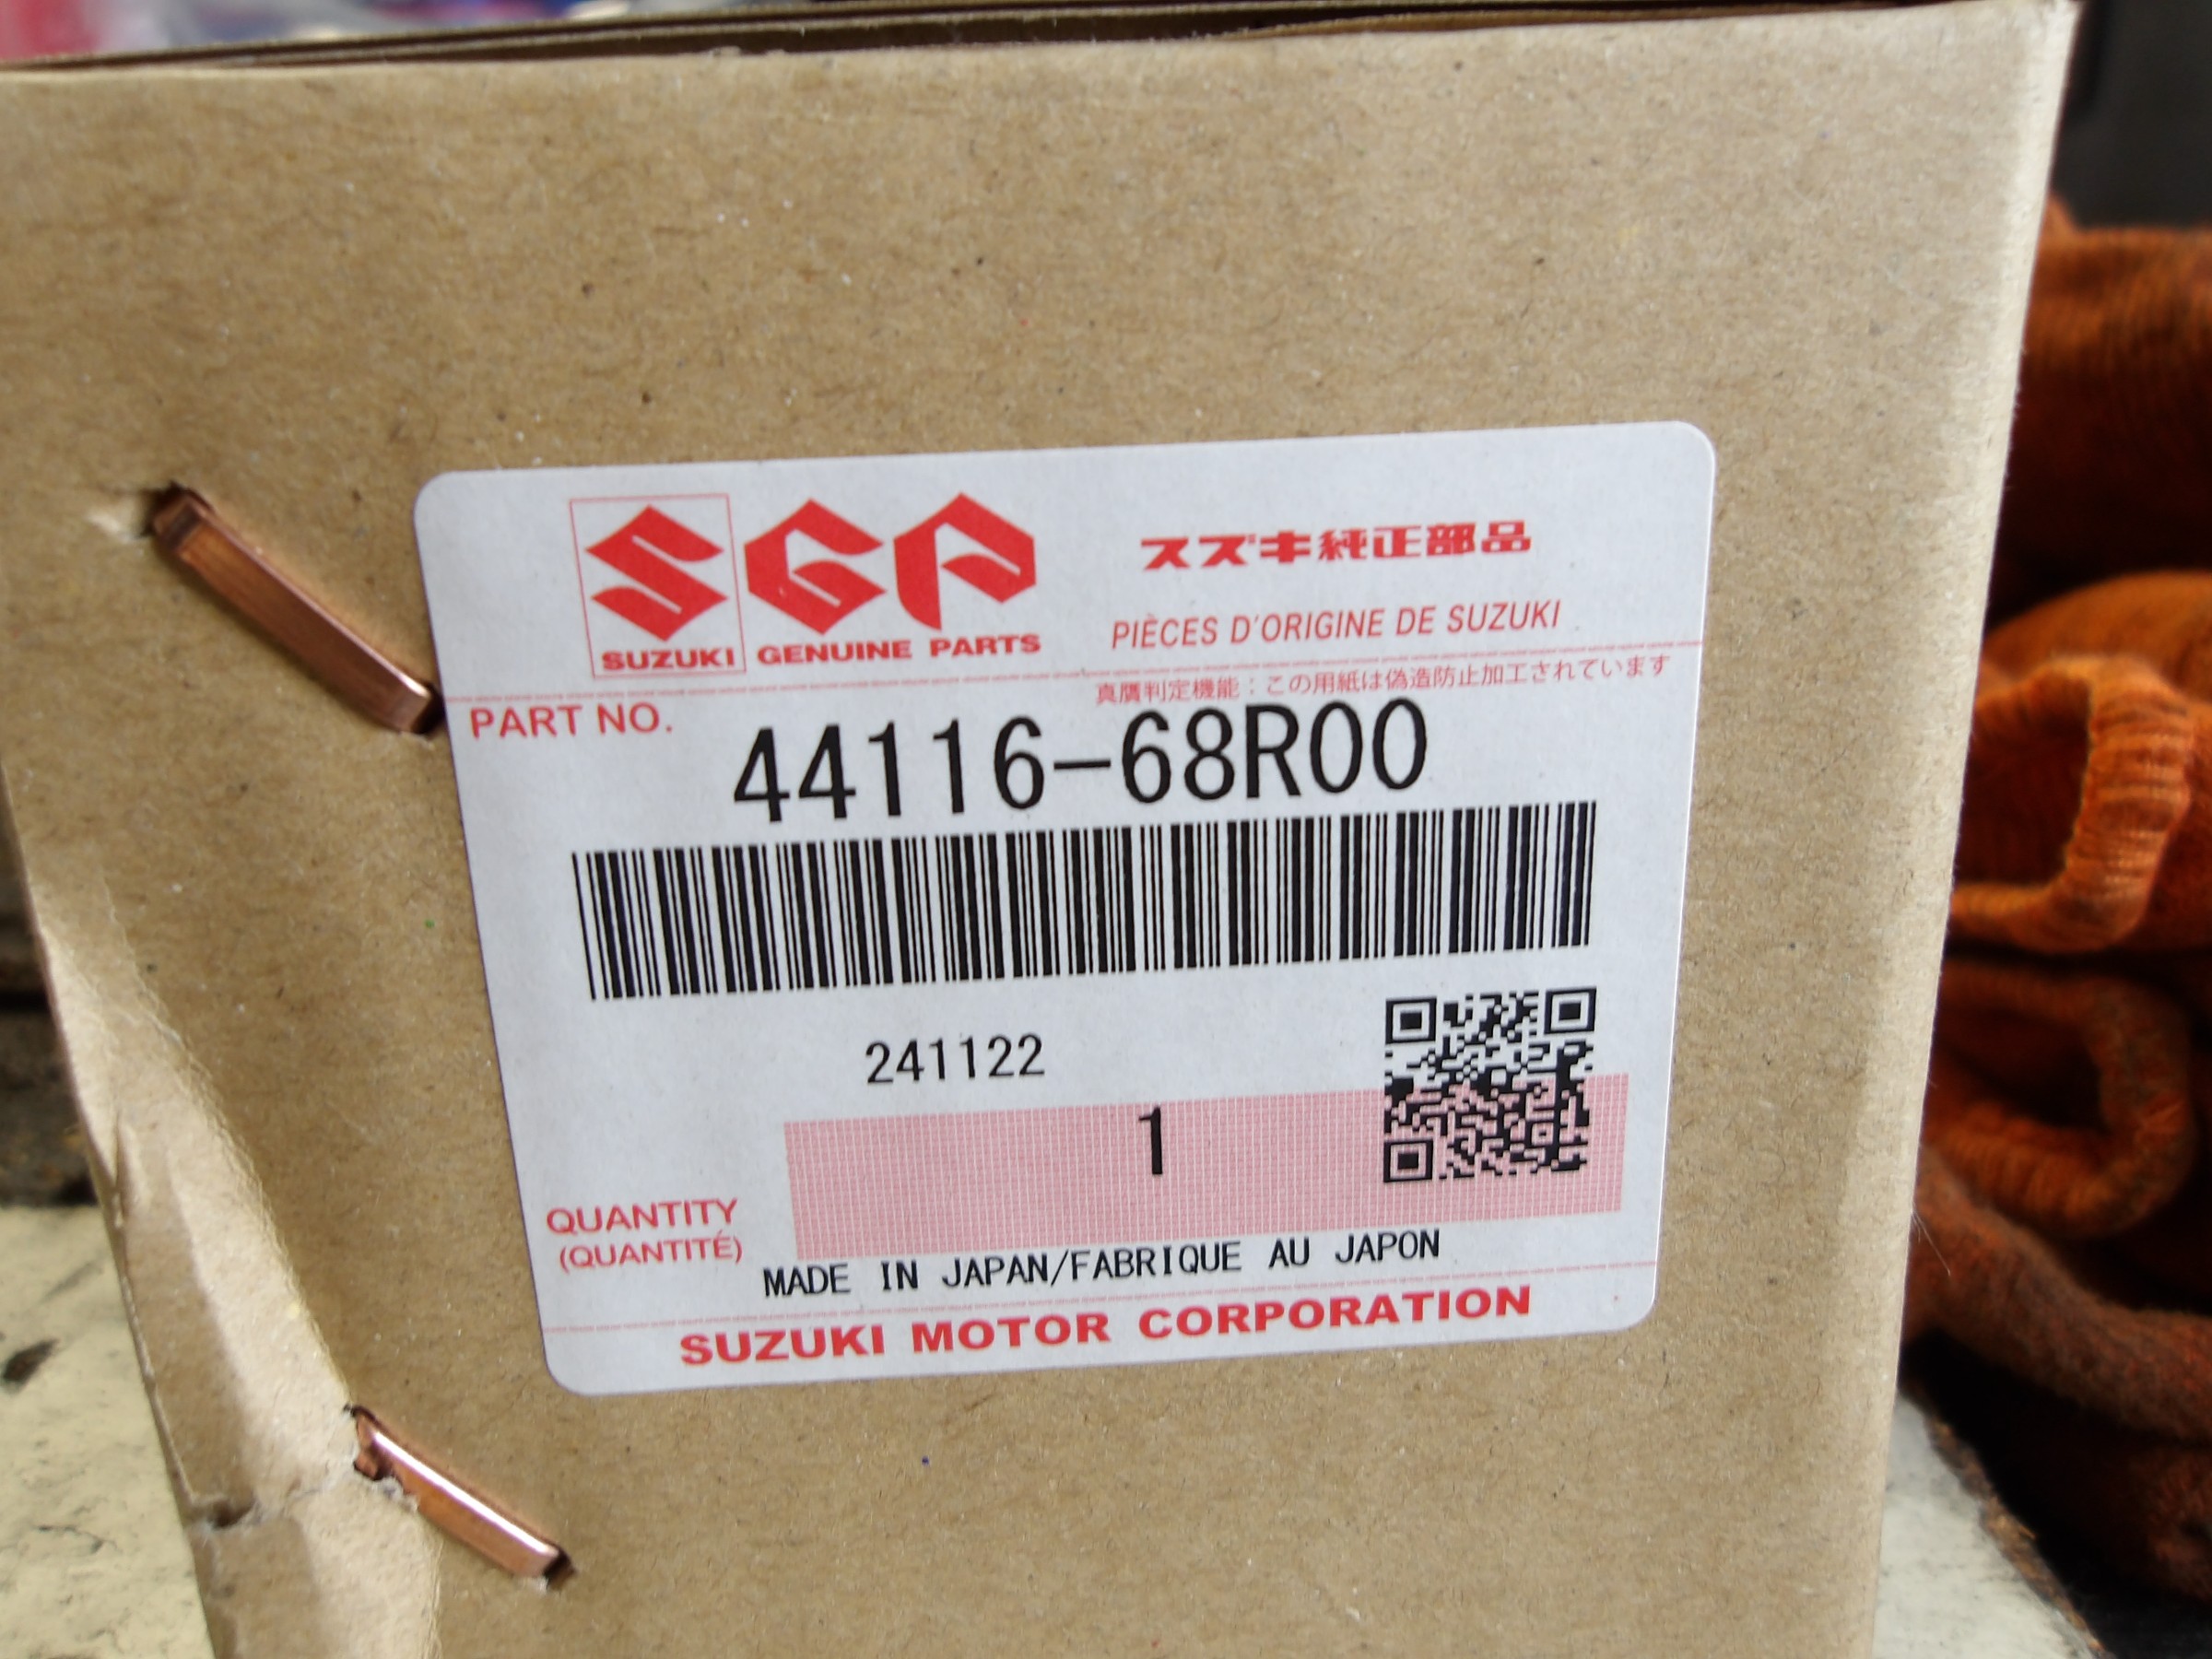 SGP
SUZUKI GENUINE PARTS
スズキ純正部品
PIÈCES D'ORIGINE DE SUZUKI
真贋判定機能：この用紙は偽造防止加工されています
PART NO.
44116-68R00
241122
1
QUANTITY
(QUANTITÉ)
MADE IN JAPAN/FABRIQUE AU JAPON
SUZUKI MOTOR CORPORATION